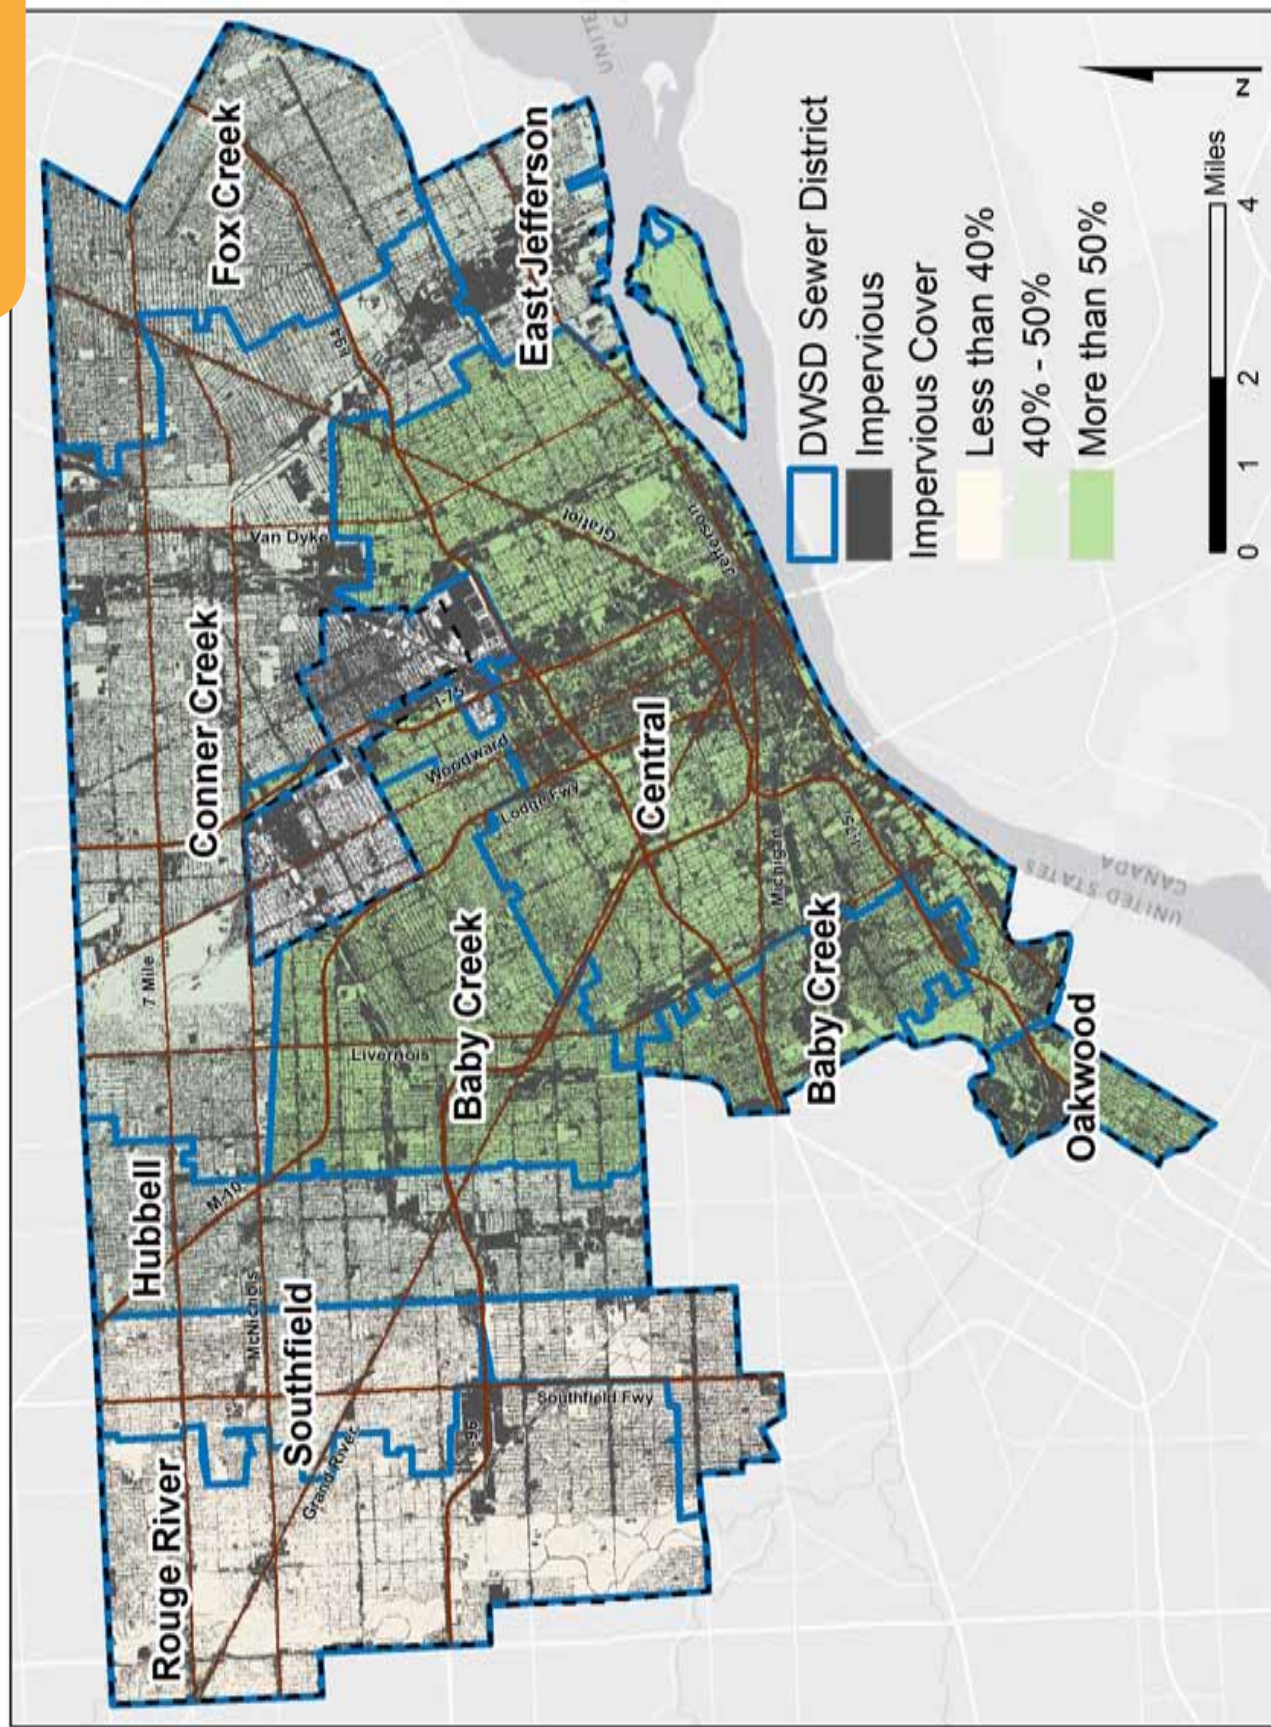 Fox Creek
Conner Creek
Hubbell
Rouge River
Southfield
East Jefferson
Central
Baby Creek
Baby Creek
Oakwood
I-94
Van Dyke
7 Mile
M-10
McNichols
Grand River
I-96
Southfield Fwy
Livernois
Woodward
I-75
Lodge Fwy
Gratiot
Jefferson
Michigan
I-75
UNITED STATES
CANADA
DWSD Sewer District
Impervious
Impervious Cover
Less than 40%
40% - 50%
More than 50%
0 1 2 4
Miles
N